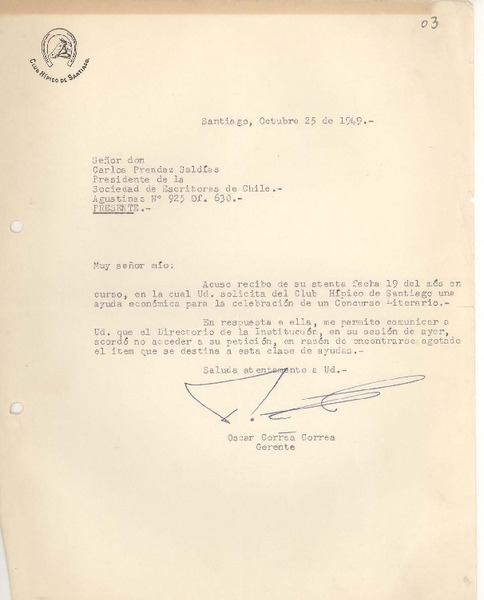 03
CLUB HÍPICO DE SANTIAGO.
Santiago, Octubre 25 de 1949.-
Señor don
Carlos Prendez Saldías
Presidente de la
Sociedad de Escritores de Chile.-
Agustinas Nº 925 Of. 630.-
PRESENTE.-
Muy señor mío:
Acuso recibo de su atenta fecha 19 del més en
curso, en la cual Ud. solicita del Club Hípico de Santiago una
ayuda económica para la celebración de un Concurso Literario.-
En respuesta a ella, me permito comunicar a
Ud. que el Directorio de la Institucuón, en su sesión de ayer,
acordó no acceder a su petición, en razón de encontrarse agotado
el item que se destina a esta clase de ayudas.-
Saluda atentamente a Ud.-
Oscar Correa Correa
Gerente